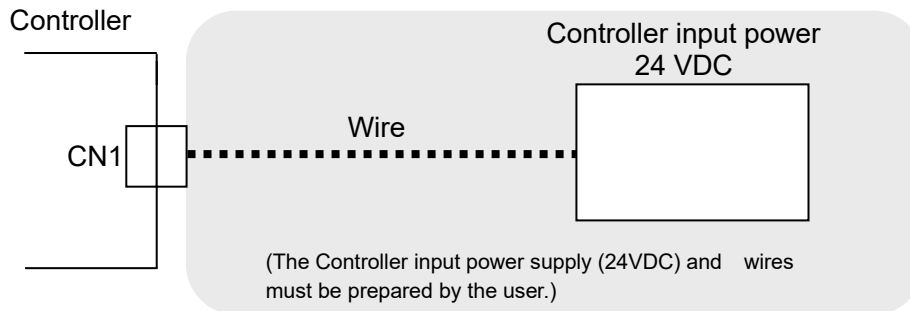 Controller
Controller input power
24 VDC
Wire
CN1
(The Controller input power supply (24VDC) and wires
must be prepared by the user.)